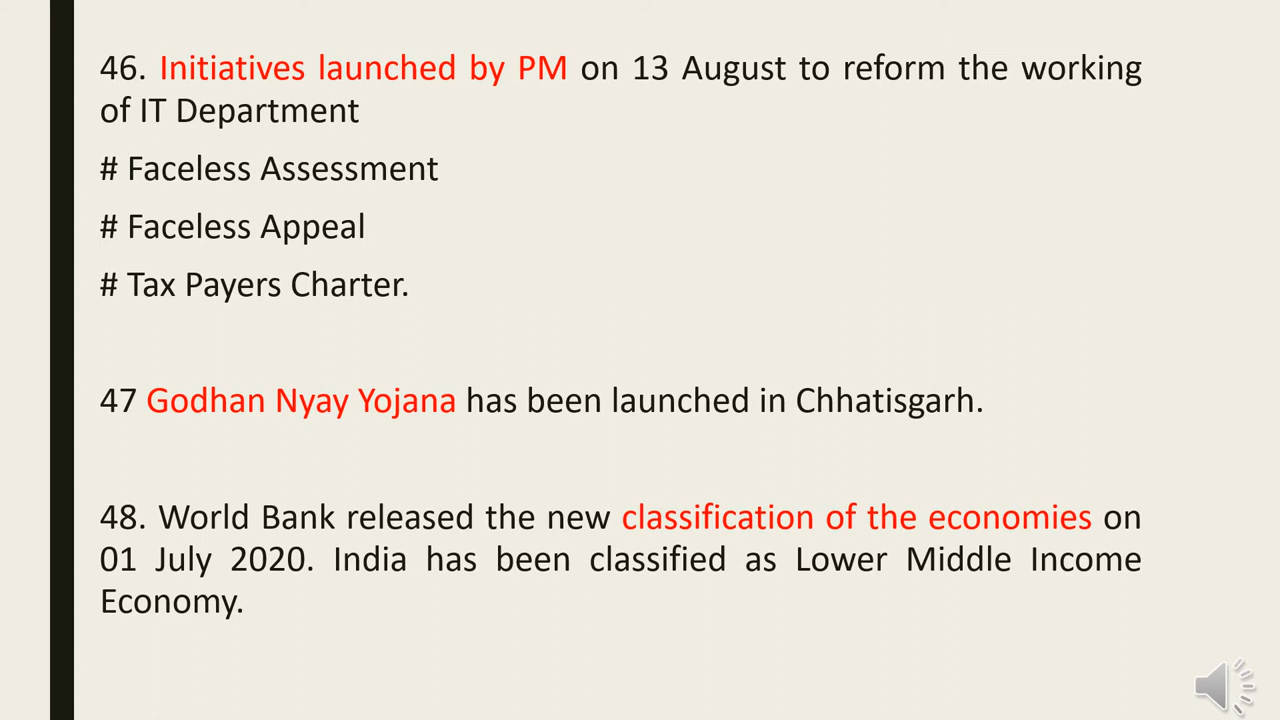 46. Initiatives launched by PM on 13 August to reform the working
of IT Department
# Faceless Assessment
# Faceless Appeal
# Tax Payers Charter.
47 Godhan Nyay Yojana has been launched in Chhatisgarh.
48. World Bank released the new classification of the economies on
01 July 2020. India has been classified as Lower Middle Income
Economy.